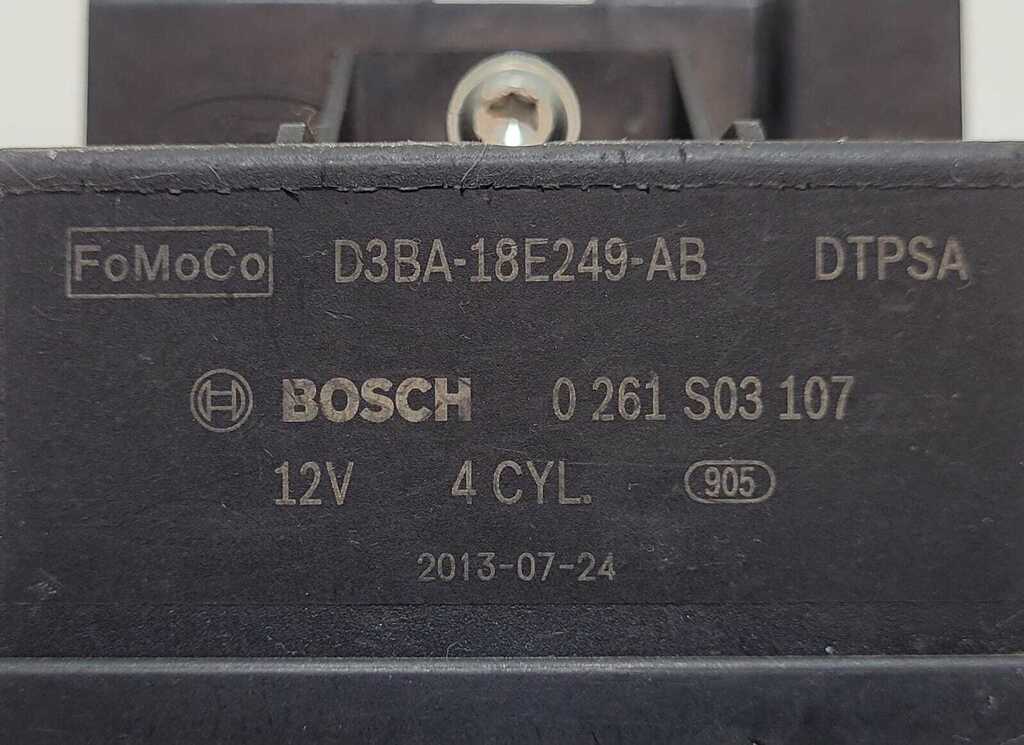 FoMoCo D3BA-18E249-AB DTPSA
BOSCH 0 261 S03 107
12V 4 CYL. 905
2013-07-24